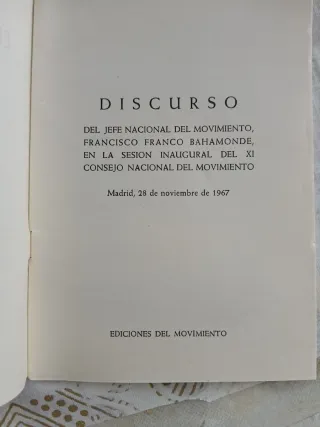 DISCURSO
DEL JEFE NACIONAL DEL MOVIMIENTO,
FRANCISCO FRANCO BAHAMONDE,
EN LA SESION INAUGURAL DEL XI
CONSEJO NACIONAL DEL MOVIMIENTO
Madrid, 28 de noviembre de 1967
EDICIONES DEL MOVIMIENTO